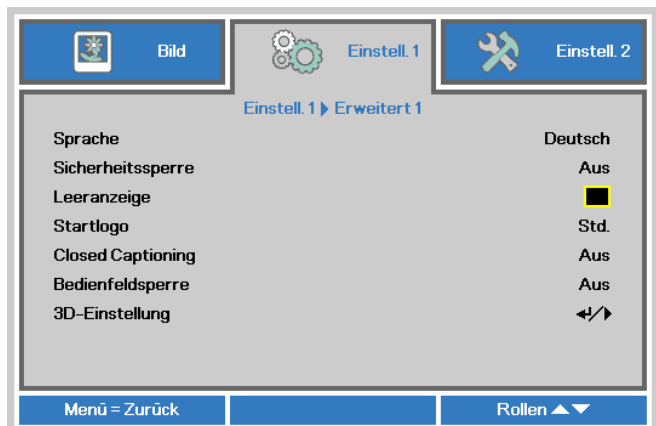 Bild
Einstell. 1
Einstell. 2
Einstell. 1 Erweitert 1
Sprache Deutsch
Sicherheitssperre Aus
Leeranzeige
Startlogo Std.
Closed Captioning Aus
Bedienfeldsperre Aus
3D-Einstellung ↵/▶
Menü = Zurück
Rollen ▲▼